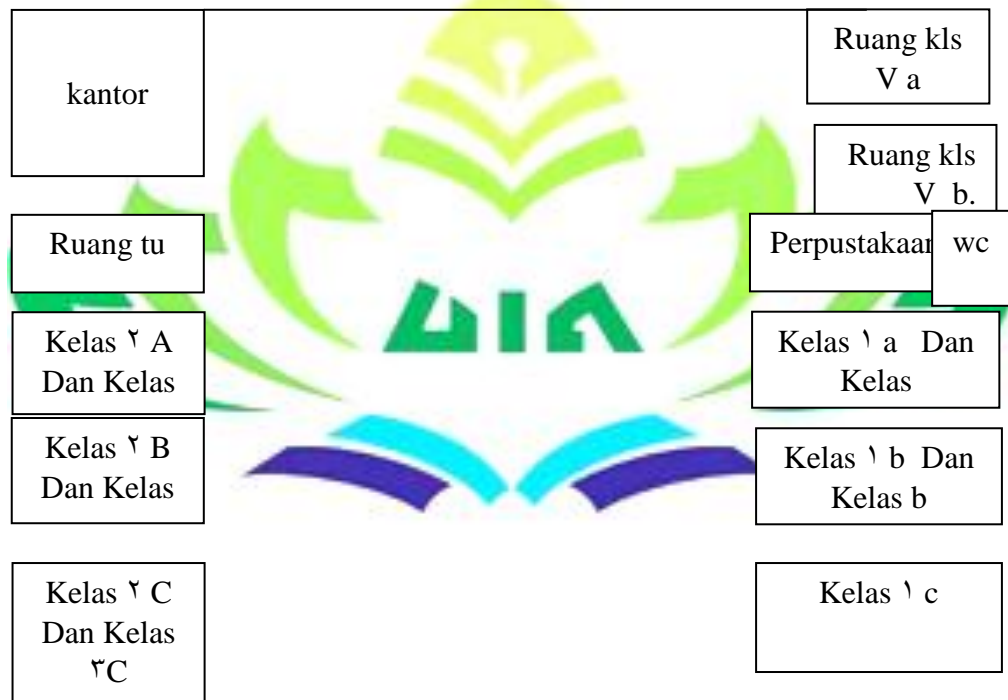 kantor
Ruang kls
V a
Ruang kls
V b.
Ruang tu
Perpustakaan
wc
Kelas ٢ A
Dan Kelas
Kelas ١ a Dan
Kelas
Kelas ٢ B
Dan Kelas
Kelas ١ b Dan
Kelas b
Kelas ٢ C
Dan Kelas
٣C
Kelas ١ c